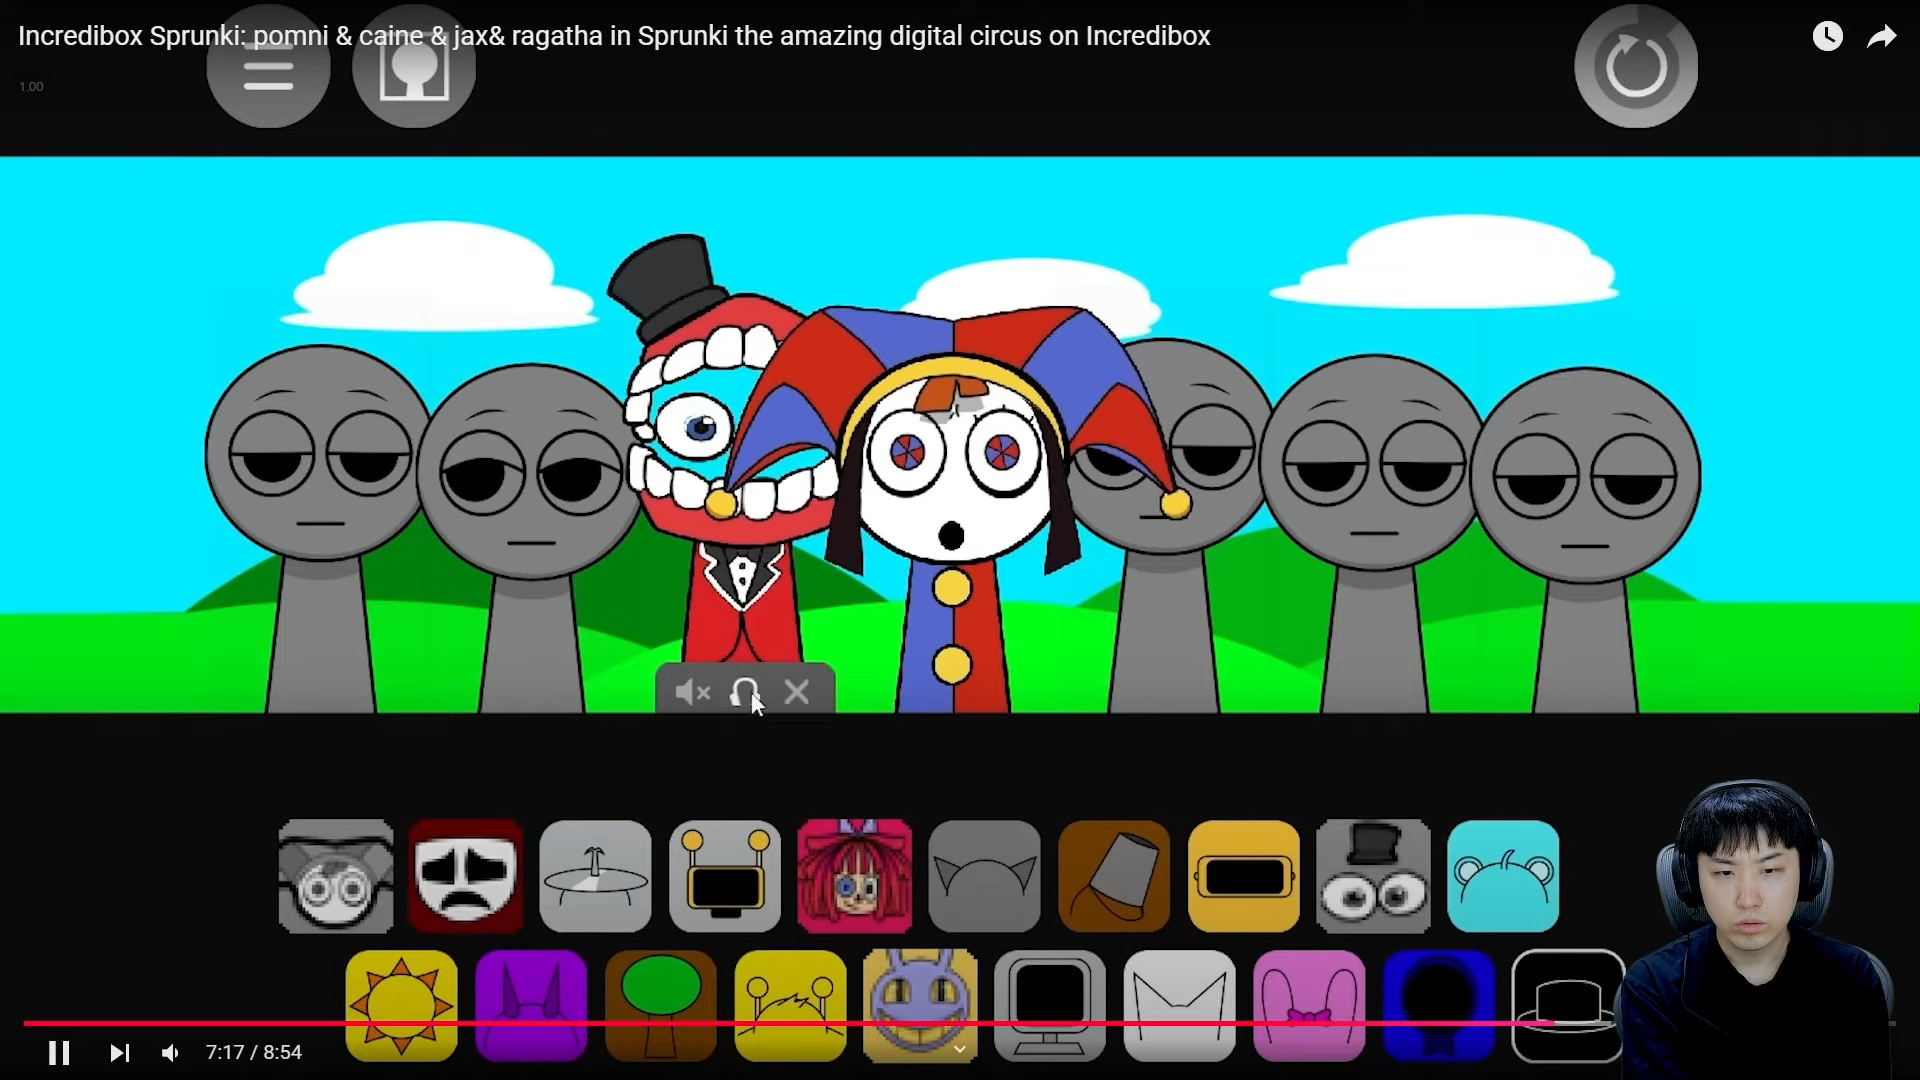 Incredibox Sprunki: pomni & caine & jax& ragatha in Sprunki the amazing digital circus on Incredibox
1.00
7:17 / 8:54